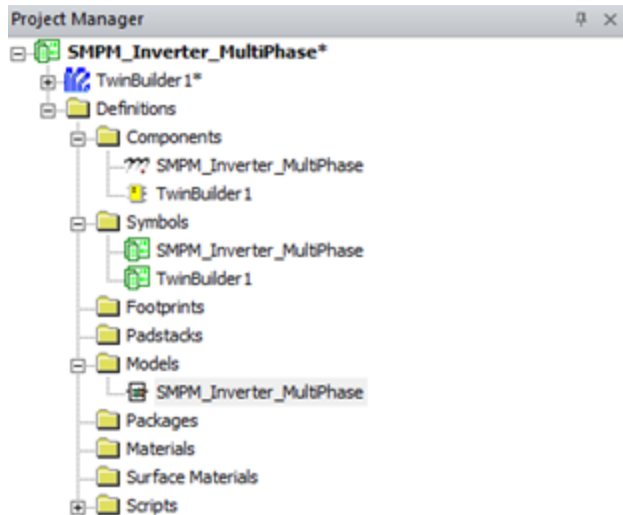 Project Manager
SMPM_Inverter_MultiPhase*
TwinBuilder1*
Definitions
Components
SMPM_Inverter_MultiPhase
TwinBuilder1
Symbols
SMPM_Inverter_MultiPhase
TwinBuilder1
Footprints
Padstacks
Models
SMPM_Inverter_MultiPhase
Packages
Materials
Surface Materials
Scripts